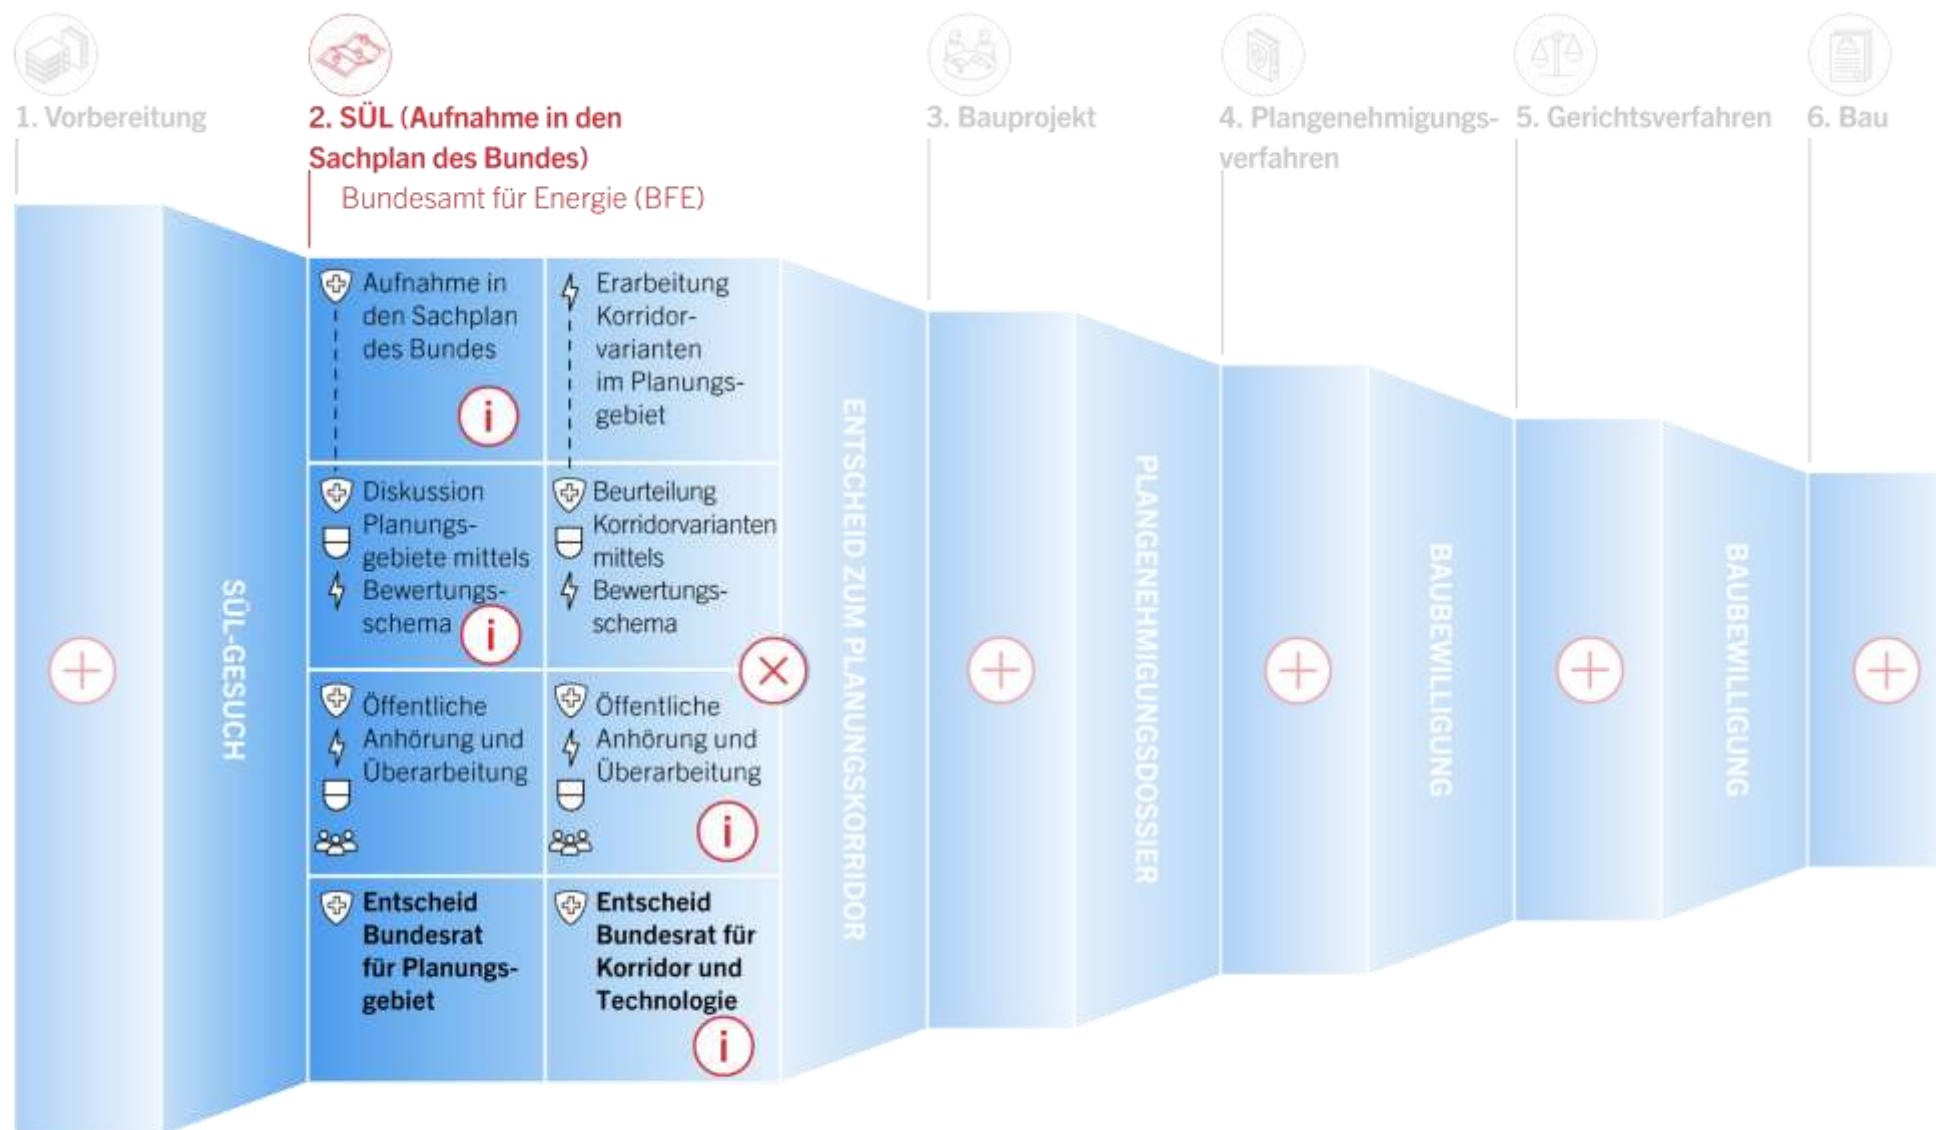 1. Vorbereitung
2. SÜL (Aufnahme in den
Sachplan des Bundes)
Bundesamt für Energie (BFE)
3. Bauprojekt
4. Plangenehmigungs-
verfahren
5. Gerichtsverfahren
6. Bau
SÜL-GESUCH
Aufnahme in
den Sachplan
des Bundes
i
Diskussion
Planungs-
gebiete mittels
Bewertungs-
schema
i
Öffentliche
Anhörung und
Überarbeitung
Entscheid
Bundesrat
für Planungs-
gebiet
Erarbeitung
Korridor-
varianten
im Planungs-
gebiet
Beurteilung
Korridorvarianten
mittels
Bewertungs-
schema
Öffentliche
Anhörung und
Überarbeitung
i
Entscheid
Bundesrat für
Korridor und
Technologie
i
ENTSCHEID ZUM PLANUNGSKORRIDOR
PLANGENEHMIGUNGSDOSSIER
BAUBEWILLIGUNG
BAUBEWILLIGUNG